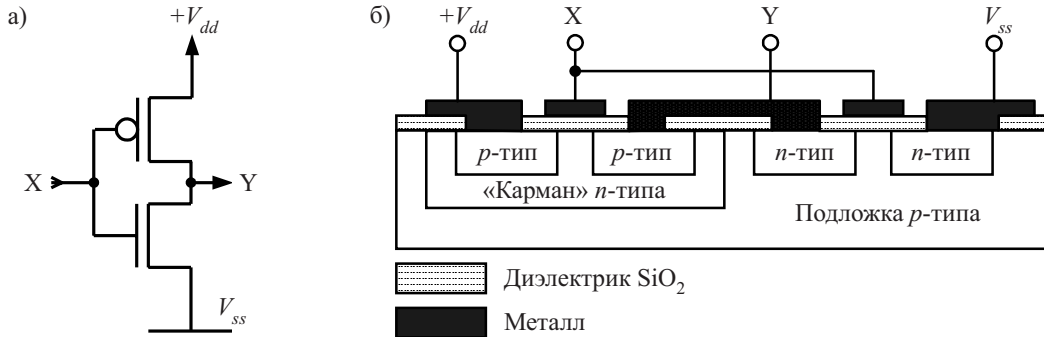 а)
+Vdd
X
Y
Vss
б)
+Vdd
X
Y
Vss
p-тип
p-тип
n-тип
n-тип
«Карман» n-типа
Подложка p-типа
Диэлектрик SiO2
Металл